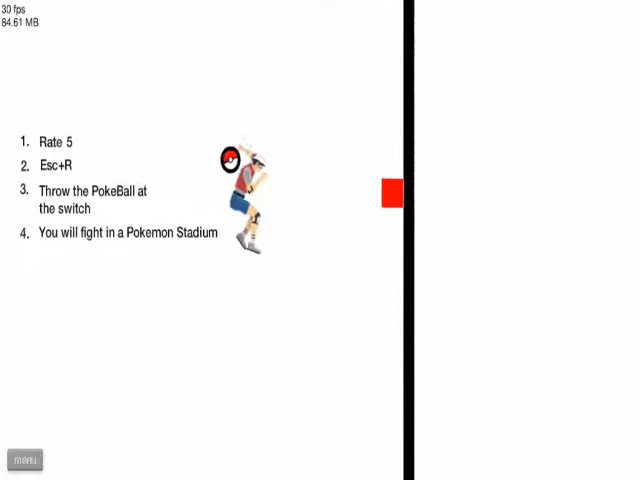 30 fps
84.61 MB
1. Rate 5
2. Esc+R
3. Throw the PokeBall at
the switch
4. You will fight in a Pokemon Stadium
menu